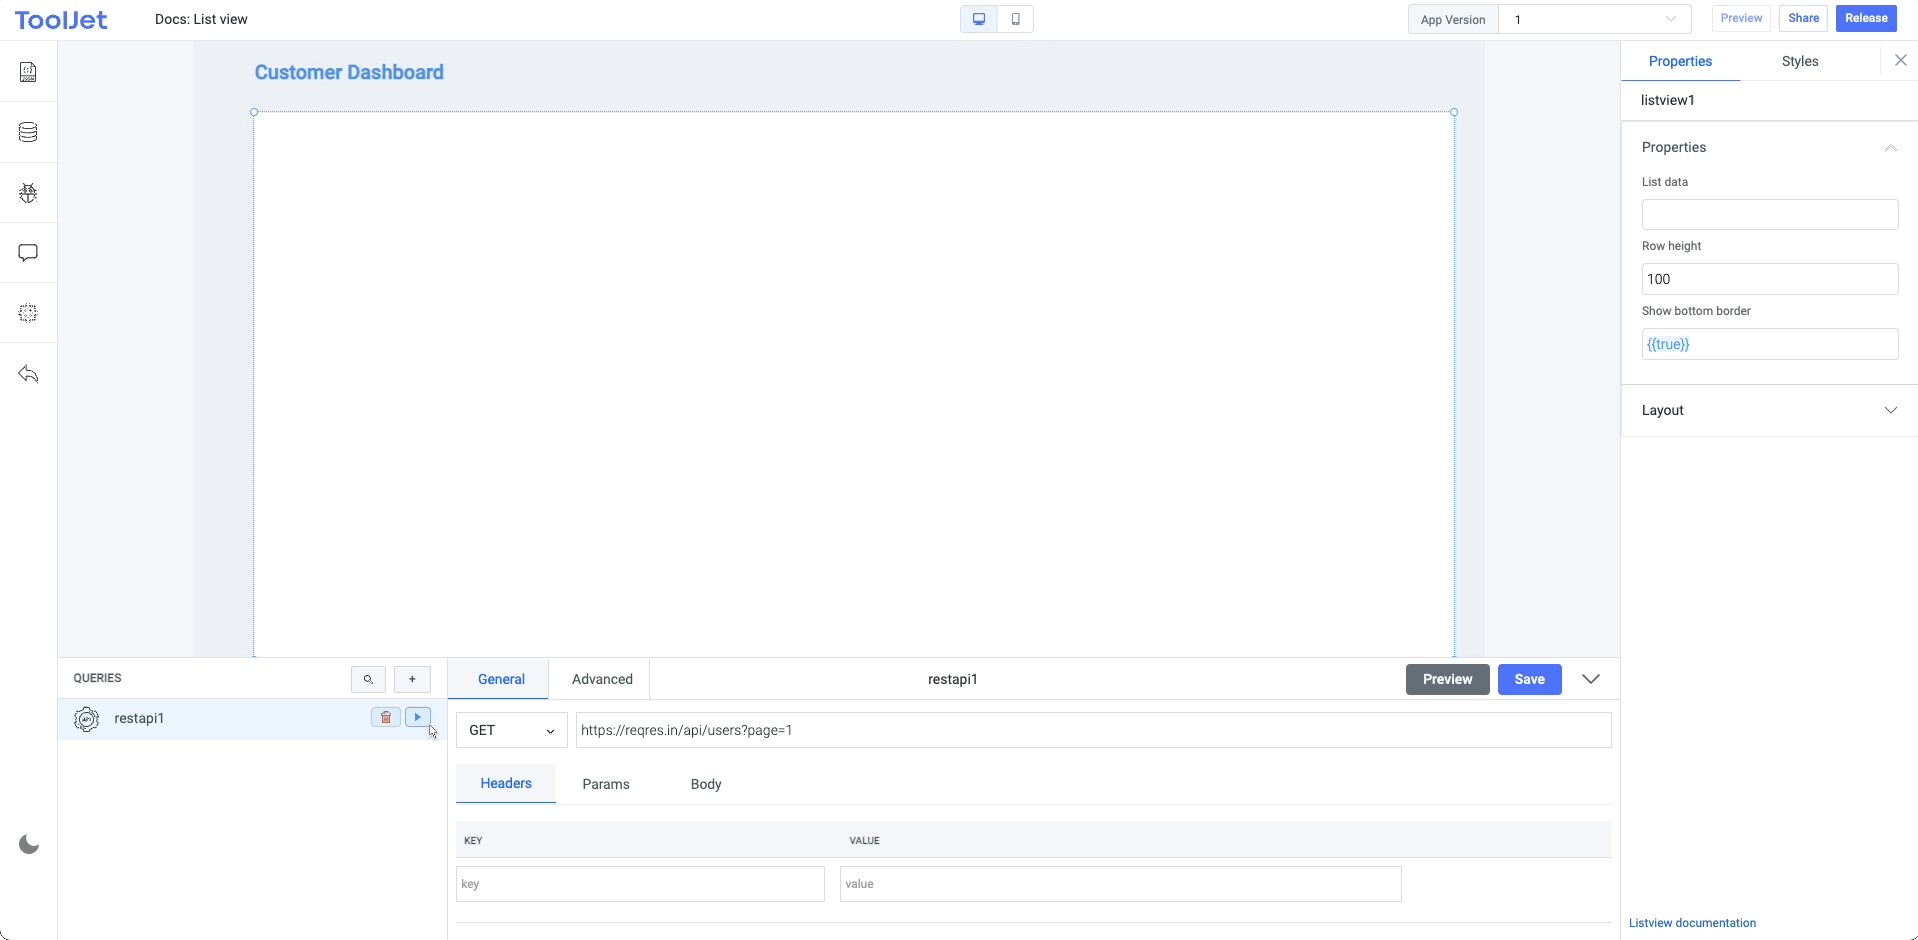 ToolJet
Docs: List view
App Version
1
Preview
Share
Release
Customer Dashboard
Properties
Styles
listview1
Properties
List data
Row height
100
Show bottom border
{{true}}
Layout
Listview documentation
QUERIES
+
restapi1
API
General
Advanced
restapi1
Preview
Save
GET
https://reqres.in/api/users?page=1
Headers
Params
Body
KEY
VALUE
key
value